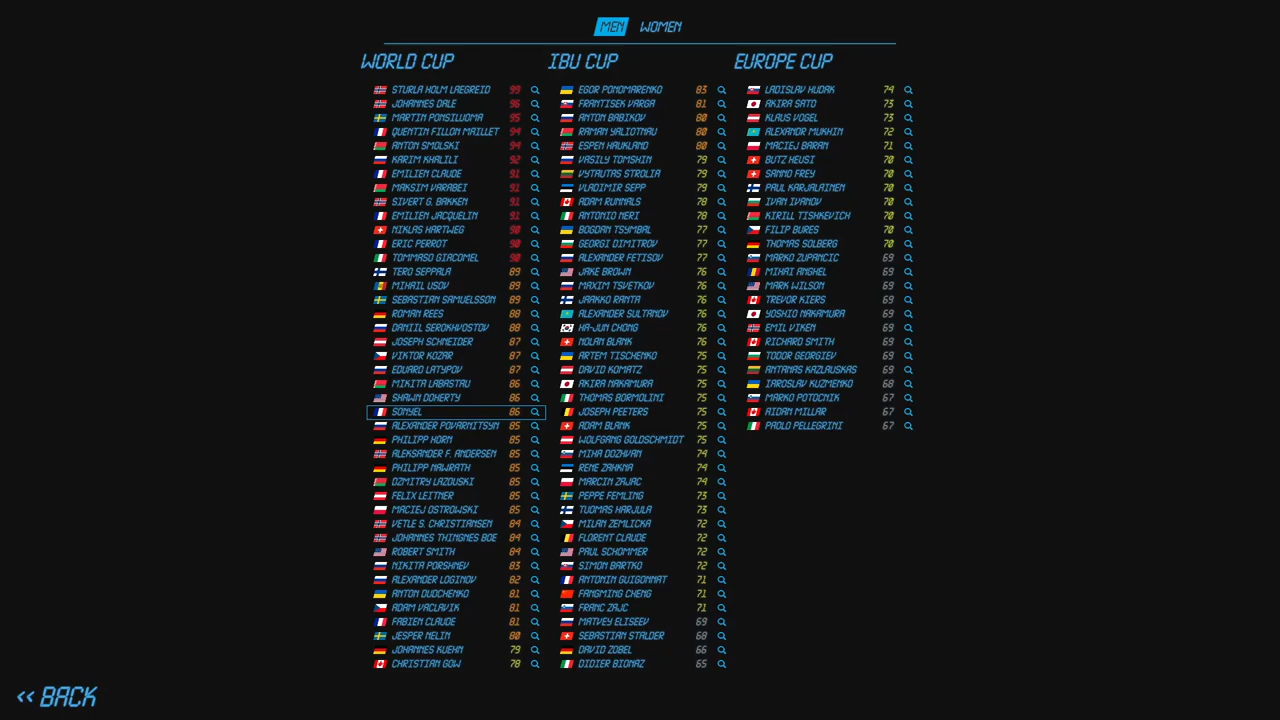 MEN WOMEN
WORLD CUP
STURLA HOLM LAEGREID 99
JOHANNES DALE 96
MARTIN PONSILUOMA 95
QUENTIN FILLON MAILLET 94
ANTON SMOLSKI 94
KARIM KHALILI 92
EMILIEN CLAUDE 91
MAKSIM VARABEI 91
SIVERT G. BAKKEN 91
EMILIEN JACQUELIN 91
NIKLAS HARTWEG 90
ERIC PERROT 90
TOMMASO GIACOMEL 90
TERO SEPPALA 89
MIHAIL USOV 89
SEBASTIAN SAMUELSSON 89
ROMAN REES 88
DANIIL SEROKHVOSTOV 88
JOSEPH SCHNEIDER 87
VIKTOR KOZAR 87
EDUARD LATYPOV 87
MIKITA LABASTAU 86
SHAWN DOHERTY 86
SONYEL 86
ALEXANDER POVARNITSYN 85
PHILIPP HORN 85
ALEKSANDER F. ANDERSEN 85
PHILIPP NAWRATH 85
DZMITRY LAZOUSKI 85
FELIX LEITNER 85
MACIEJ OSTROWSKI 85
VETLE S. CHRISTIANSEN 84
JOHANNES THINGNES BOE 84
ROBERT SMITH 84
NIKITA PORSHNEV 83
ALEXANDER LOGINOV 82
ANTON DUDCHENKO 81
ADAM VACLAVIK 81
FABIEN CLAUDE 81
JESPER NELIN 80
JOHANNES KUEHN 79
CHRISTIAN GOW 78
IBU CUP
EGOR PONOMARENKO 83
FRANTISEK VARGA 81
ANTON BABIKOV 80
RAMAN YALIOTNAU 80
ESPEN HAUKLAND 80
VASILY TOMSHIN 79
VYTAUTAS STROLIA 79
VLADIMIR SEPP 79
ADAM RUNNALS 78
ANTONIO NERI 78
BOGDAN TSYMBAL 77
GEORGI DIMITROV 77
ALEXANDER FETISOV 77
JAKE BROWN 76
MAXIM TSVETKOV 76
JAAKKO RANTA 76
ALEXANDER SULTANOV 76
HA-JUN CHONG 76
NOLAN BLANK 76
ARTEM TISCHENKO 75
DAVID KOMATZ 75
AKIRA NAKAMURA 75
THOMAS BORMOLINI 75
JOSEPH PEETERS 75
ADAM BLANK 75
WOLFGANG GOLDSCHMIDT 75
MIHA DOZHVAN 74
RENE ZAHKNA 74
MARCIN ZAJAC 74
PEPPE FEMLING 73
TUOMAS HARJULA 73
MILAN ZEMLICKA 72
FLORENT CLAUDE 72
PAUL SCHOMMER 72
SIMON BARTKO 72
ANTONIN GUIGONNAT 71
FANGMING CHENG 71
FRANC ZAJC 71
MATVEY ELISEEV 69
SEBASTIAN STALDER 68
DAVID ZOBEL 66
DIDIER BIONAZ 65
EUROPE CUP
LADISLAV HUDAK 74
AKIRA SATO 73
KLAUS VOGEL 73
ALEXANDR MUKHIN 72
MACIEJ BARAN 71
BUTZ HEUSI 70
SANNO FREY 70
PAUL KARJALAINEN 70
IVAN IVANOV 70
KIRILL TISHKEVICH 70
FILIP BURES 70
THOMAS SOLBERG 70
MARKO ZUPANCIC 69
MIHAI ANGHEL 69
MARK WILSON 69
TREVOR KIERS 69
YOSHIO NAKAMURA 69
EMIL VIKEN 69
RICHARD SMITH 69
TODOR GEORGIEV 69
ANTANAS KAZLAUSKAS 69
IAROSLAV KUZMENKO 68
MARKO POTOCNIK 67
AIDAN MILLAR 67
PAOLO PELLEGRINI 67
<< BACK